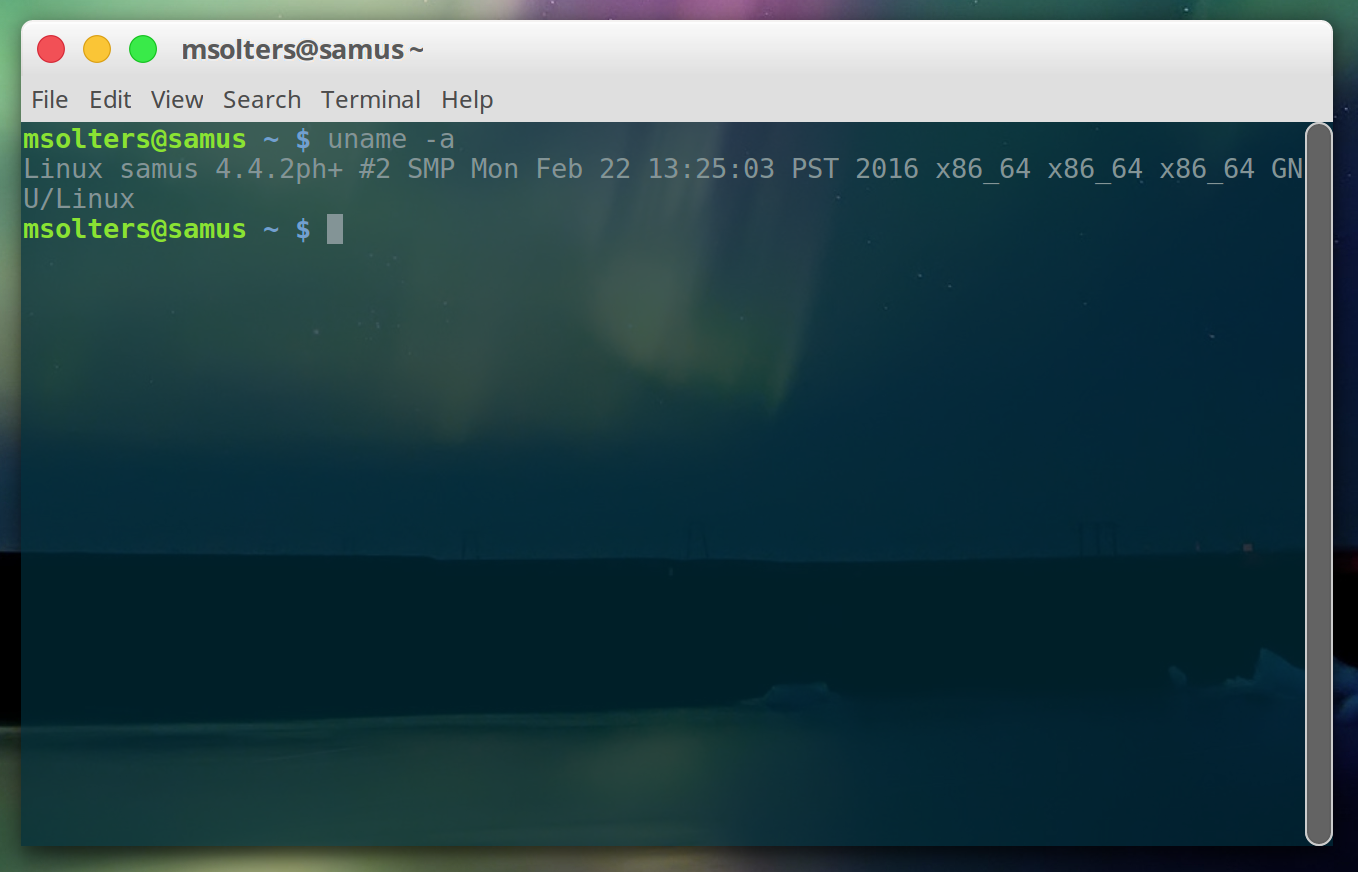 msolters@samus ~
File Edit View Search Terminal Help
msolters@samus ~ $ uname -a
Linux samus 4.4.2ph+ #2 SMP Mon Feb 22 13:25:03 PST 2016 x86_64 x86_64 x86_64 GN
U/Linux
msolters@samus ~ $